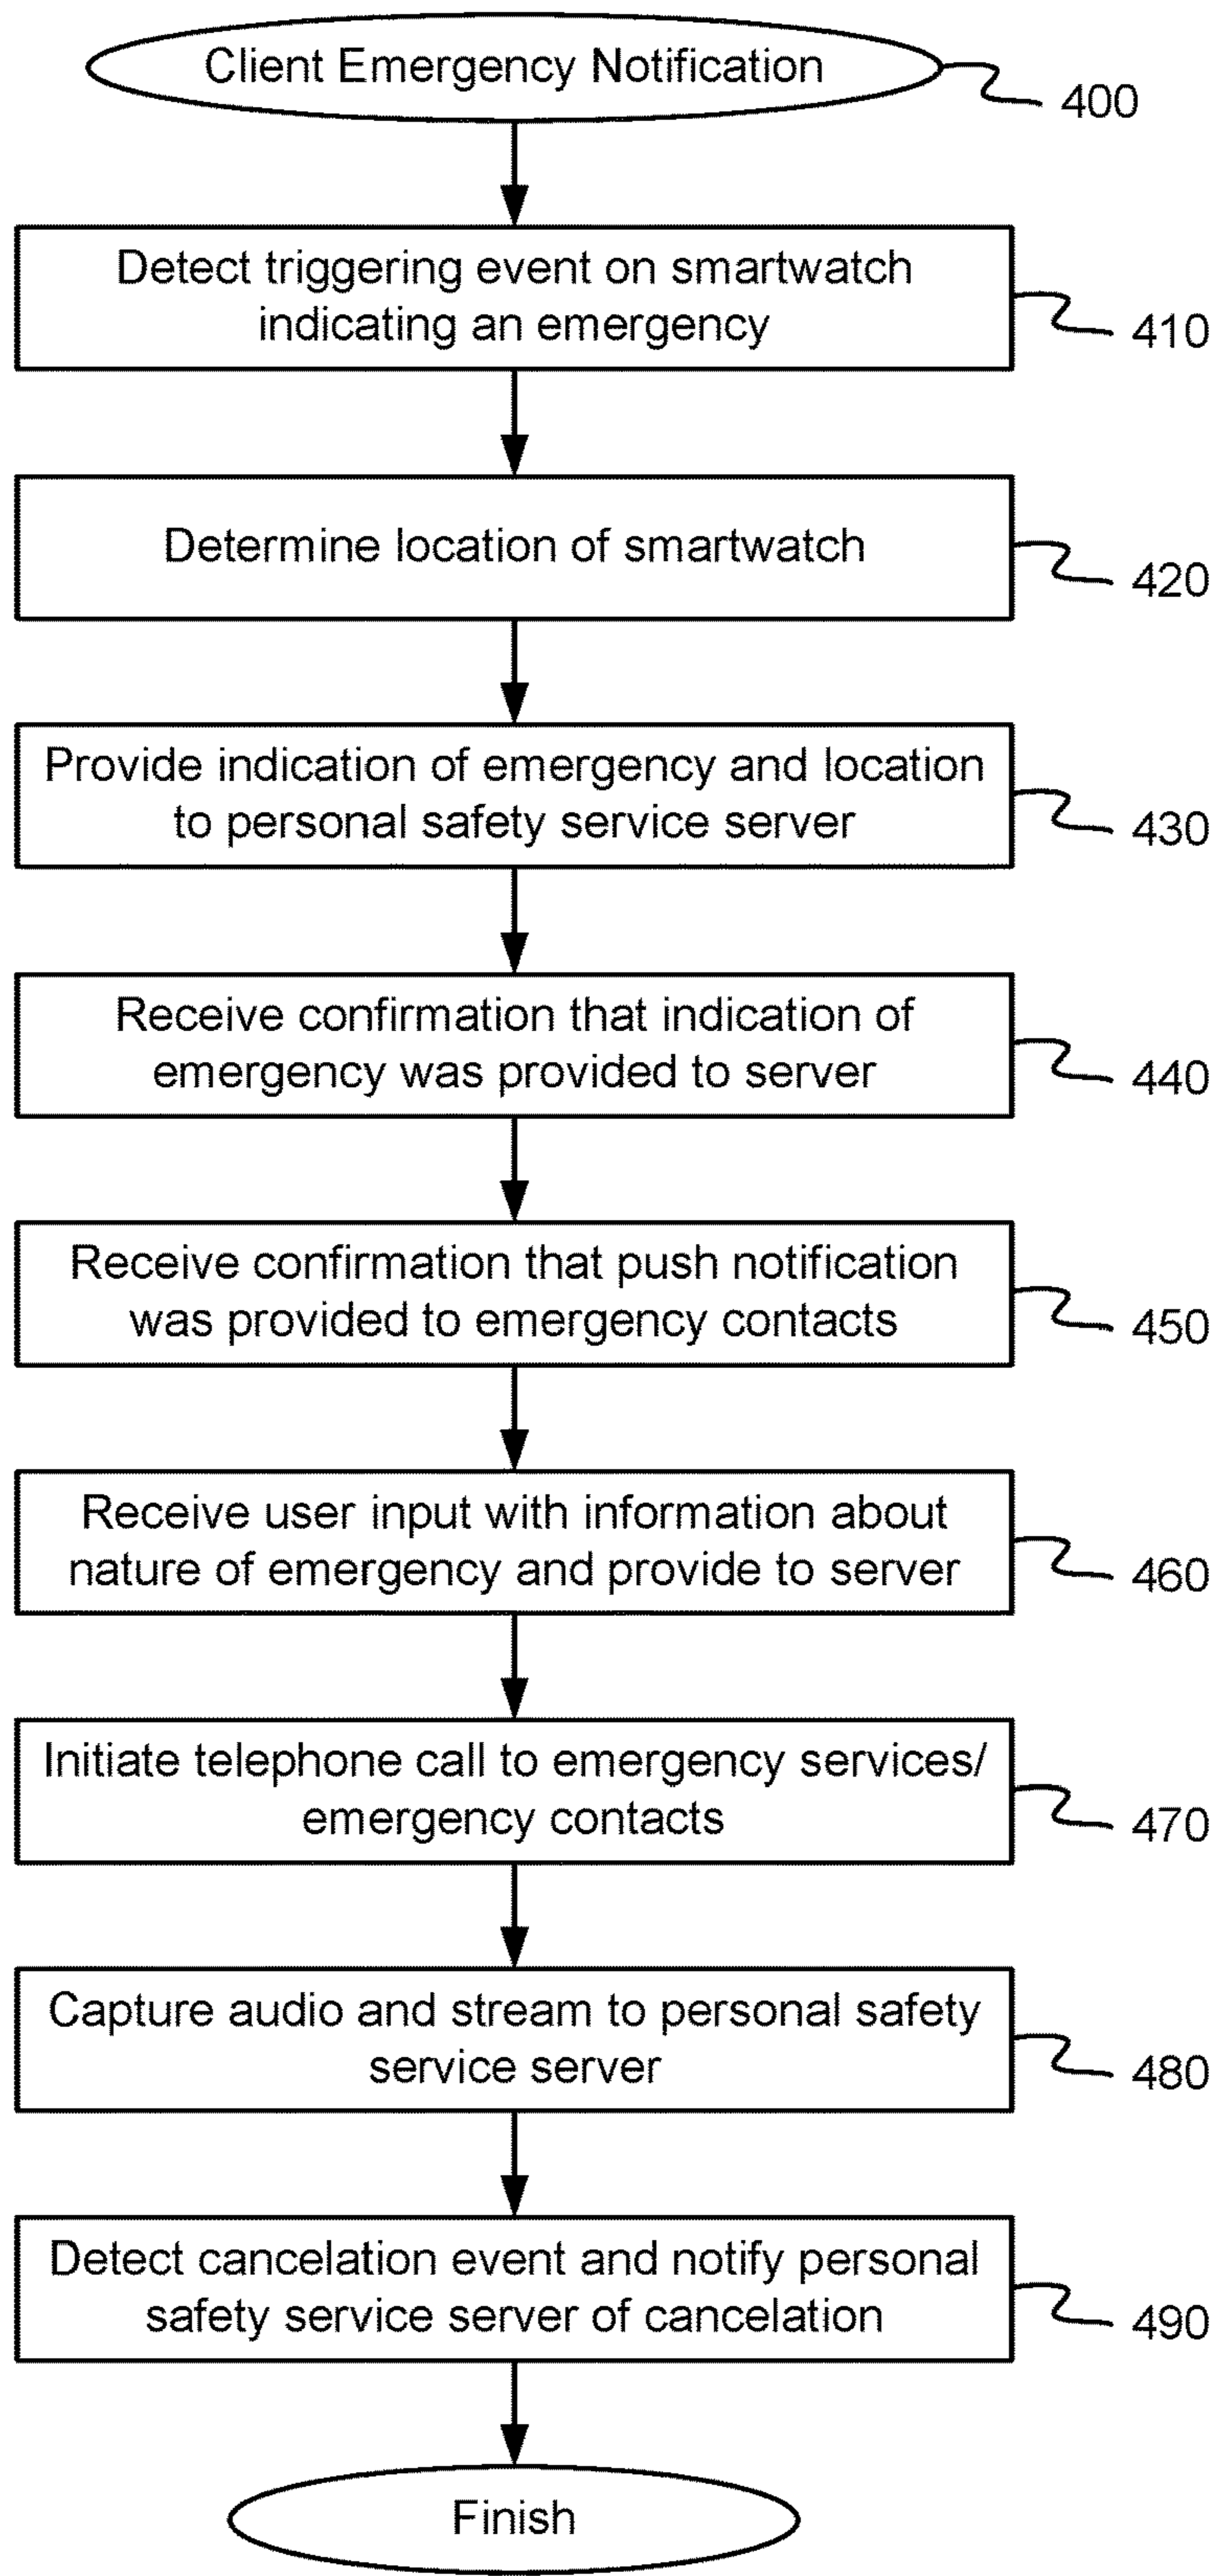 Client Emergency Notification
400
Detect triggering event on smartwatch
indicating an emergency
410
Determine location of smartwatch
420
Provide indication of emergency and location
to personal safety service server
430
Receive confirmation that indication of
emergency was provided to server
440
Receive confirmation that push notification
was provided to emergency contacts
450
Receive user input with information about
nature of emergency and provide to server
460
Initiate telephone call to emergency services/
emergency contacts
470
Capture audio and stream to personal safety
service server
480
Detect cancelation event and notify personal
safety service server of cancelation
490
Finish